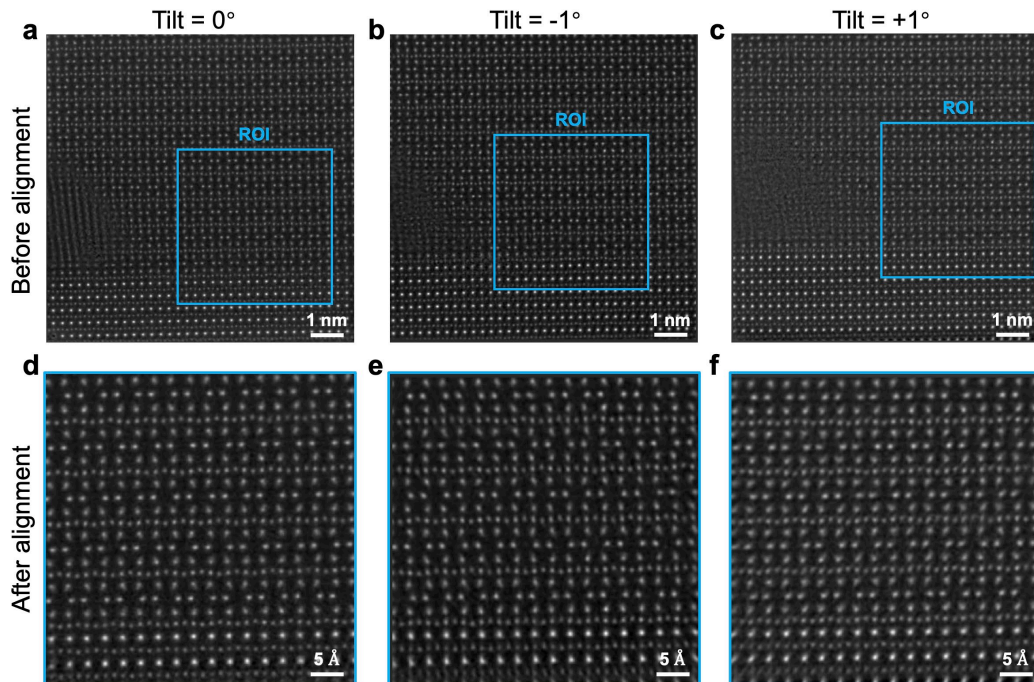 Tilt = 0°
Tilt = -1°
Tilt = +1°
a
b
c
Before alignment
ROI
ROI
ROI
1 nm
1 nm
1 nm
d
e
f
After alignment
5 Å
5 Å
5 Å